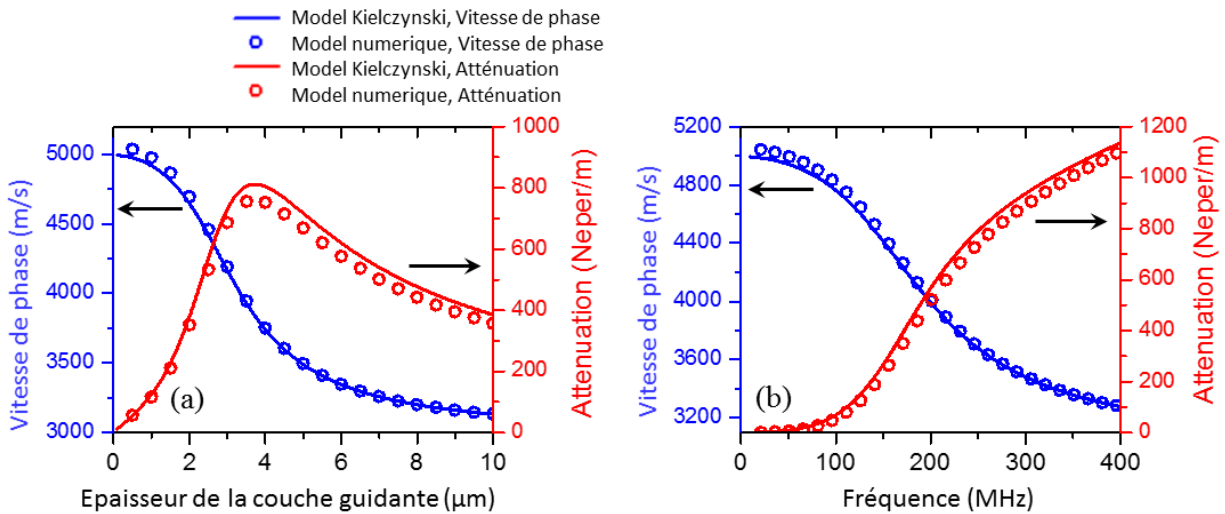 Model Kielczynski, Vitesse de phase
Model numerique, Vitesse de phase
Model Kielczynski, Atténuation
Model numerique, Atténuation
Vitesse de phase (m/s)
5000
4500
4000
3500
3000
1000
800
600
400
200
0
Attenuation (Neper/m)
(a)
0 2 4 6 8 10
Epaisseur de la couche guidante (µm)
Vitesse de phase (m/s)
5200
4800
4400
4000
3600
3200
1200
1000
800
600
400
200
0
Attenuation (Neper/m)
(b)
0 100 200 300 400
Fréquence (MHz)